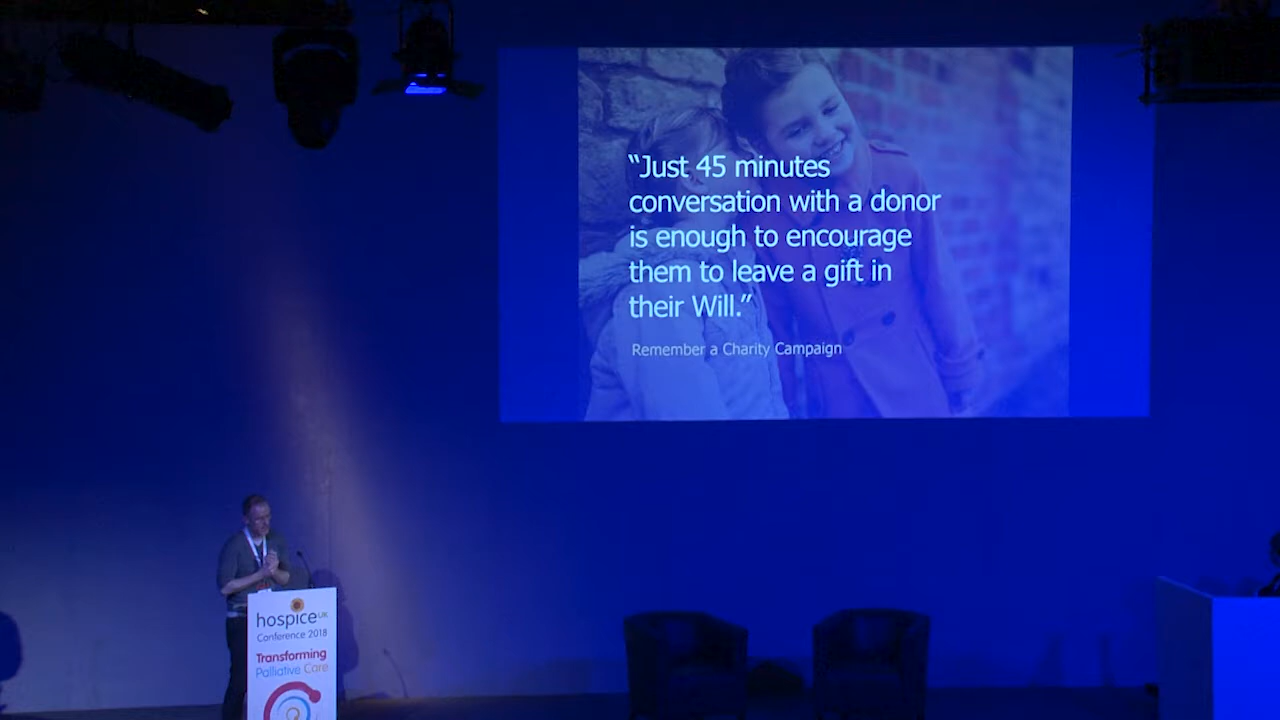 “Just 45 minutes
conversation with a donor
is enough to encourage
them to leave a gift in
their Will.”
Remember a Charity Campaign
hospice UK
Conference 2018
Transforming
Palliative Care